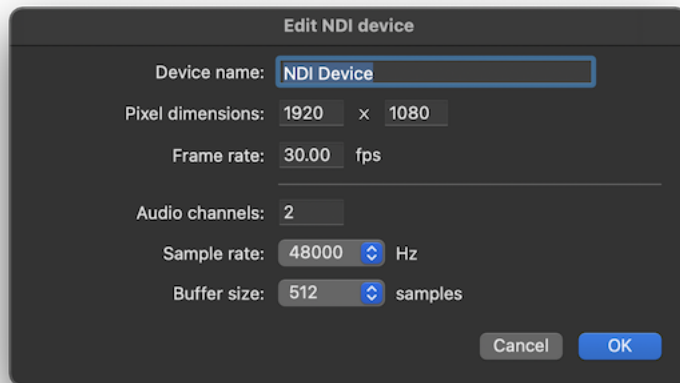 Edit NDI device
Device name: NDI Device
Pixel dimensions: 1920 x 1080
Frame rate: 30.00 fps
Audio channels: 2
Sample rate: 48000 Hz
Buffer size: 512 samples
Cancel OK